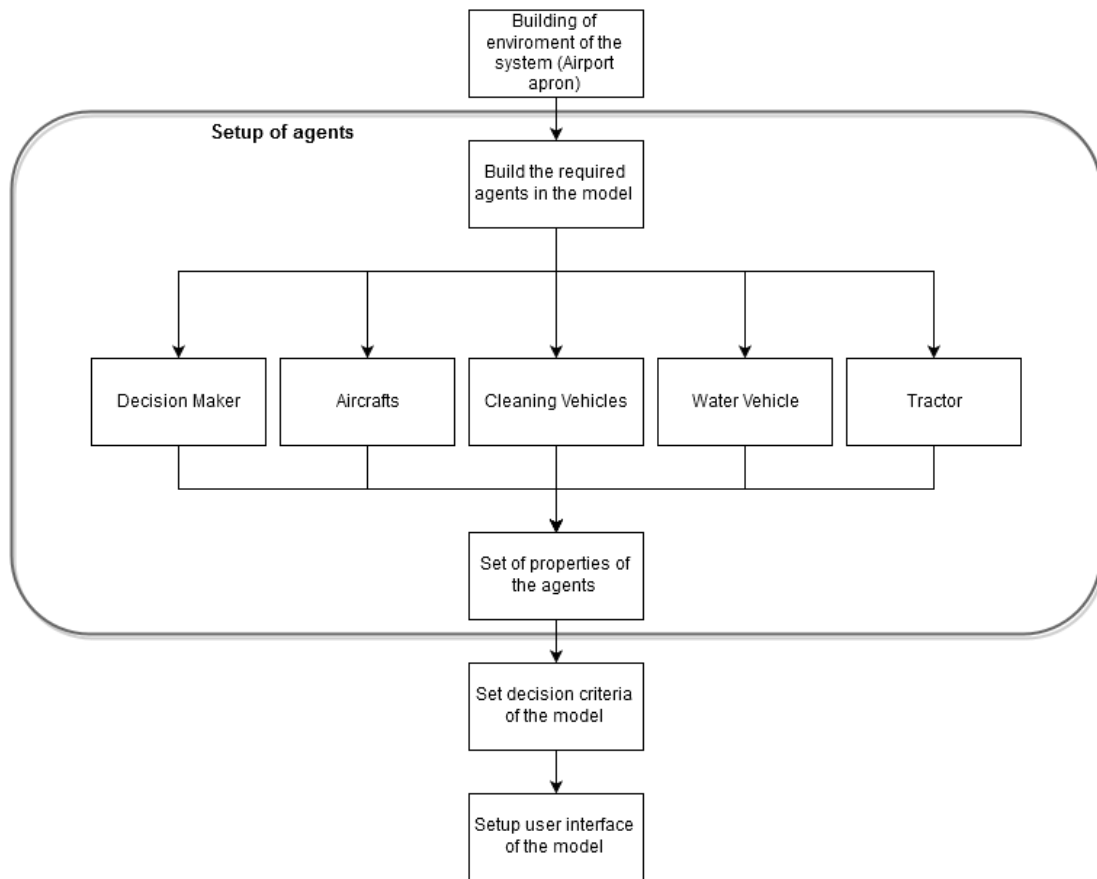 Building of
enviroment of the
system (Airport
apron)
Setup of agents
Build the required
agents in the model
Decision Maker
Aircrafts
Cleaning Vehicles
Water Vehicle
Tractor
Set of properties of
the agents
Set decision criteria
of the model
Setup user interface
of the model